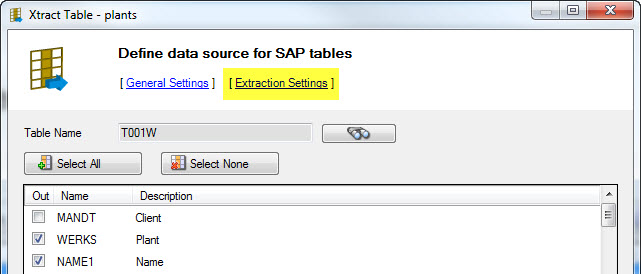 Xtract Table - plants
Define data source for SAP tables
[ General Settings ] [ Extraction Settings ]
Table Name T001W
Select All Select None
Out Name Description
MANDT Client
WERKS Plant
NAME1 Name